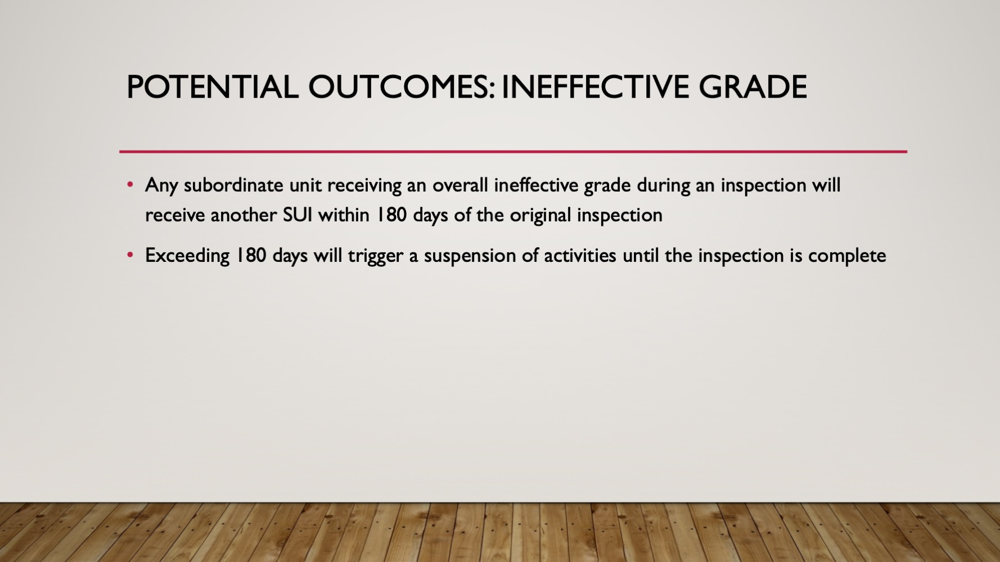 POTENTIAL OUTCOMES: INEFFECTIVE GRADE
• Any subordinate unit receiving an overall ineffective grade during an inspection will
receive another SUI within 180 days of the original inspection
• Exceeding 180 days will trigger a suspension of activities until the inspection is complete